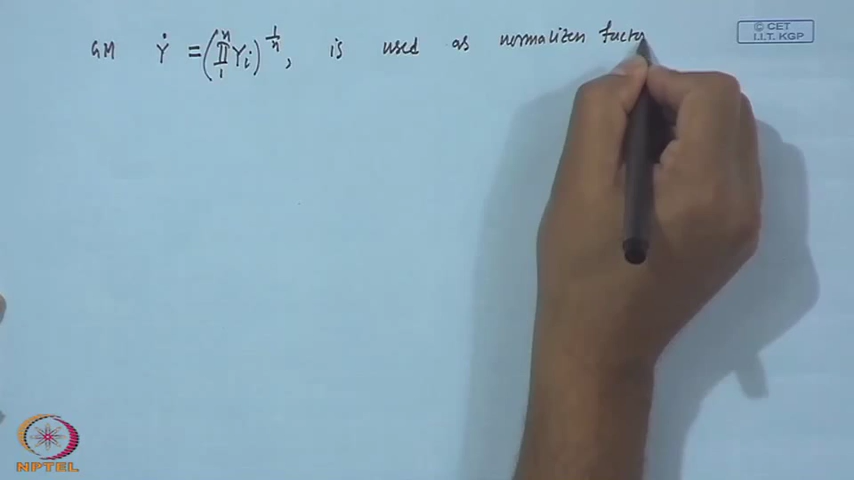 GM Ẏ = (∏₁ⁿ Yi)^{1/n}, is used as normalizen facto
© CET
I.I.T. KGP
NPTEL